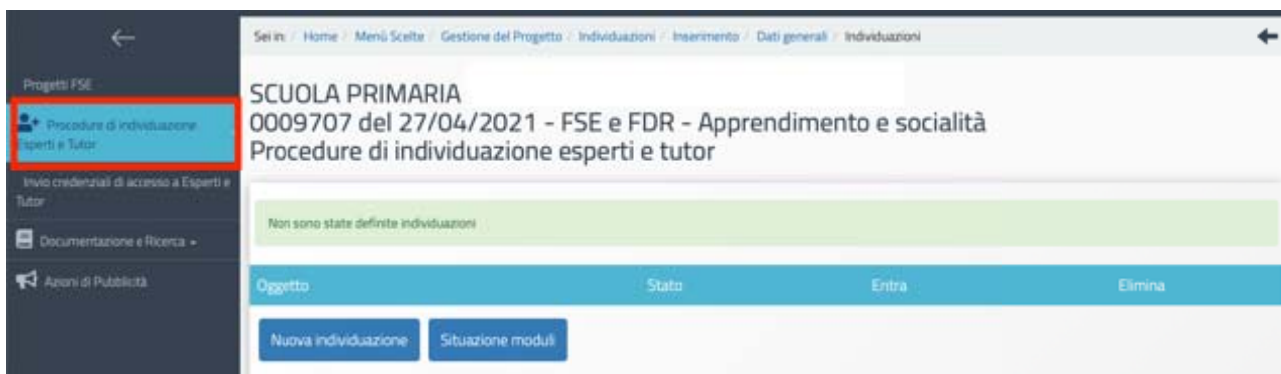 Sei in: / Home / Menù Scelte / Gestione del Progetto / Individuazioni / Inserimento / Dati generali / Individuazioni
Progetti FSE
Procedure di individuazione
Esperti e Tutor
Invio credenziali di accesso a Esperti e
Tutor
Documentazione e Ricerca
Azioni di Pubblicità
SCUOLA PRIMARIA
0009707 del 27/04/2021 - FSE e FDR - Apprendimento e socialità
Procedure di individuazione esperti e tutor
Non sono state definite individuazioni
Oggetto Stato Entra Elimina
Nuova individuazione Situazione moduli